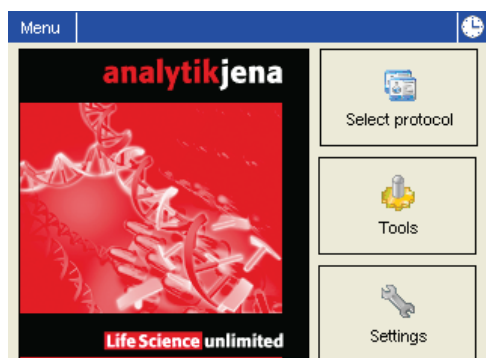 Menu
analytikjena
Life Science unlimited
Select protocol
Tools
Settings